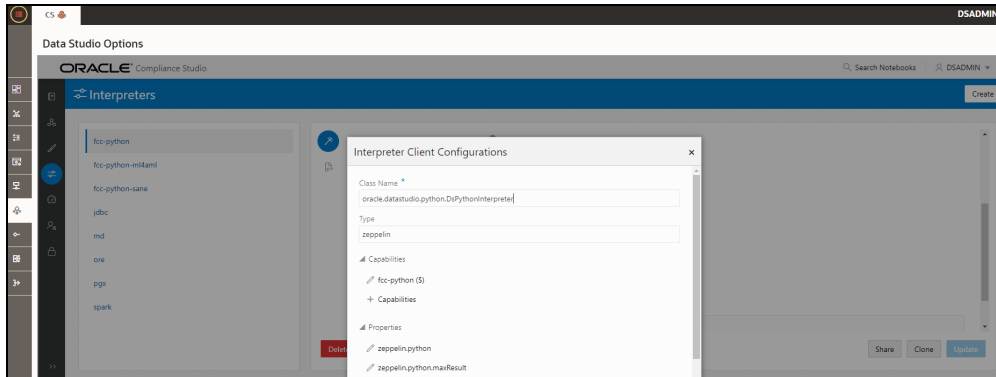 CS
DSADMIN
Data Studio Options
ORACLE Compliance Studio
Search Notebooks
DSADMIN
Interpreters
Create
fcc-python
fcc-python-ml4aml
fcc-python-sane
jdbc
md
ore
pgx
spark
Interpreter Client Configurations
×
Class Name *
oracle.datastudio.python.DsPythonInterpreter
Type
zeppelin
Capabilities
fcc-python ($)
+ Capabilities
Properties
zeppelin.python
zeppelin.python.maxResult
Delet
Share
Clone
Update